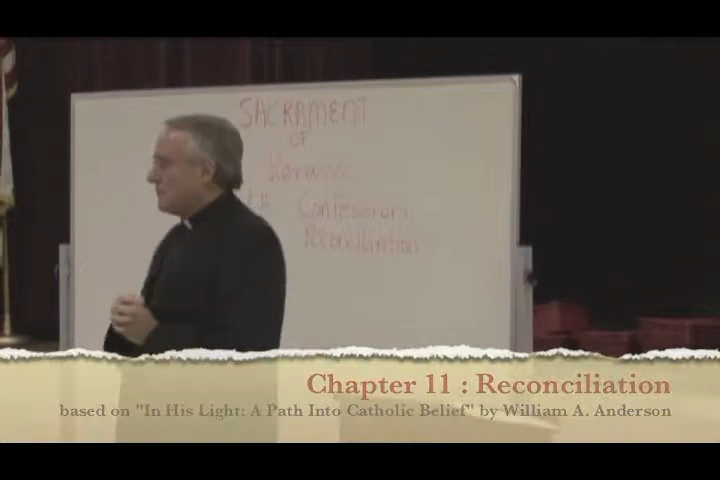 SACRAMENT
OF
Confession
reconciliation
Chapter 11 : Reconciliation
based on "In His Light: A Path Into Catholic Belief" by William A. Anderson